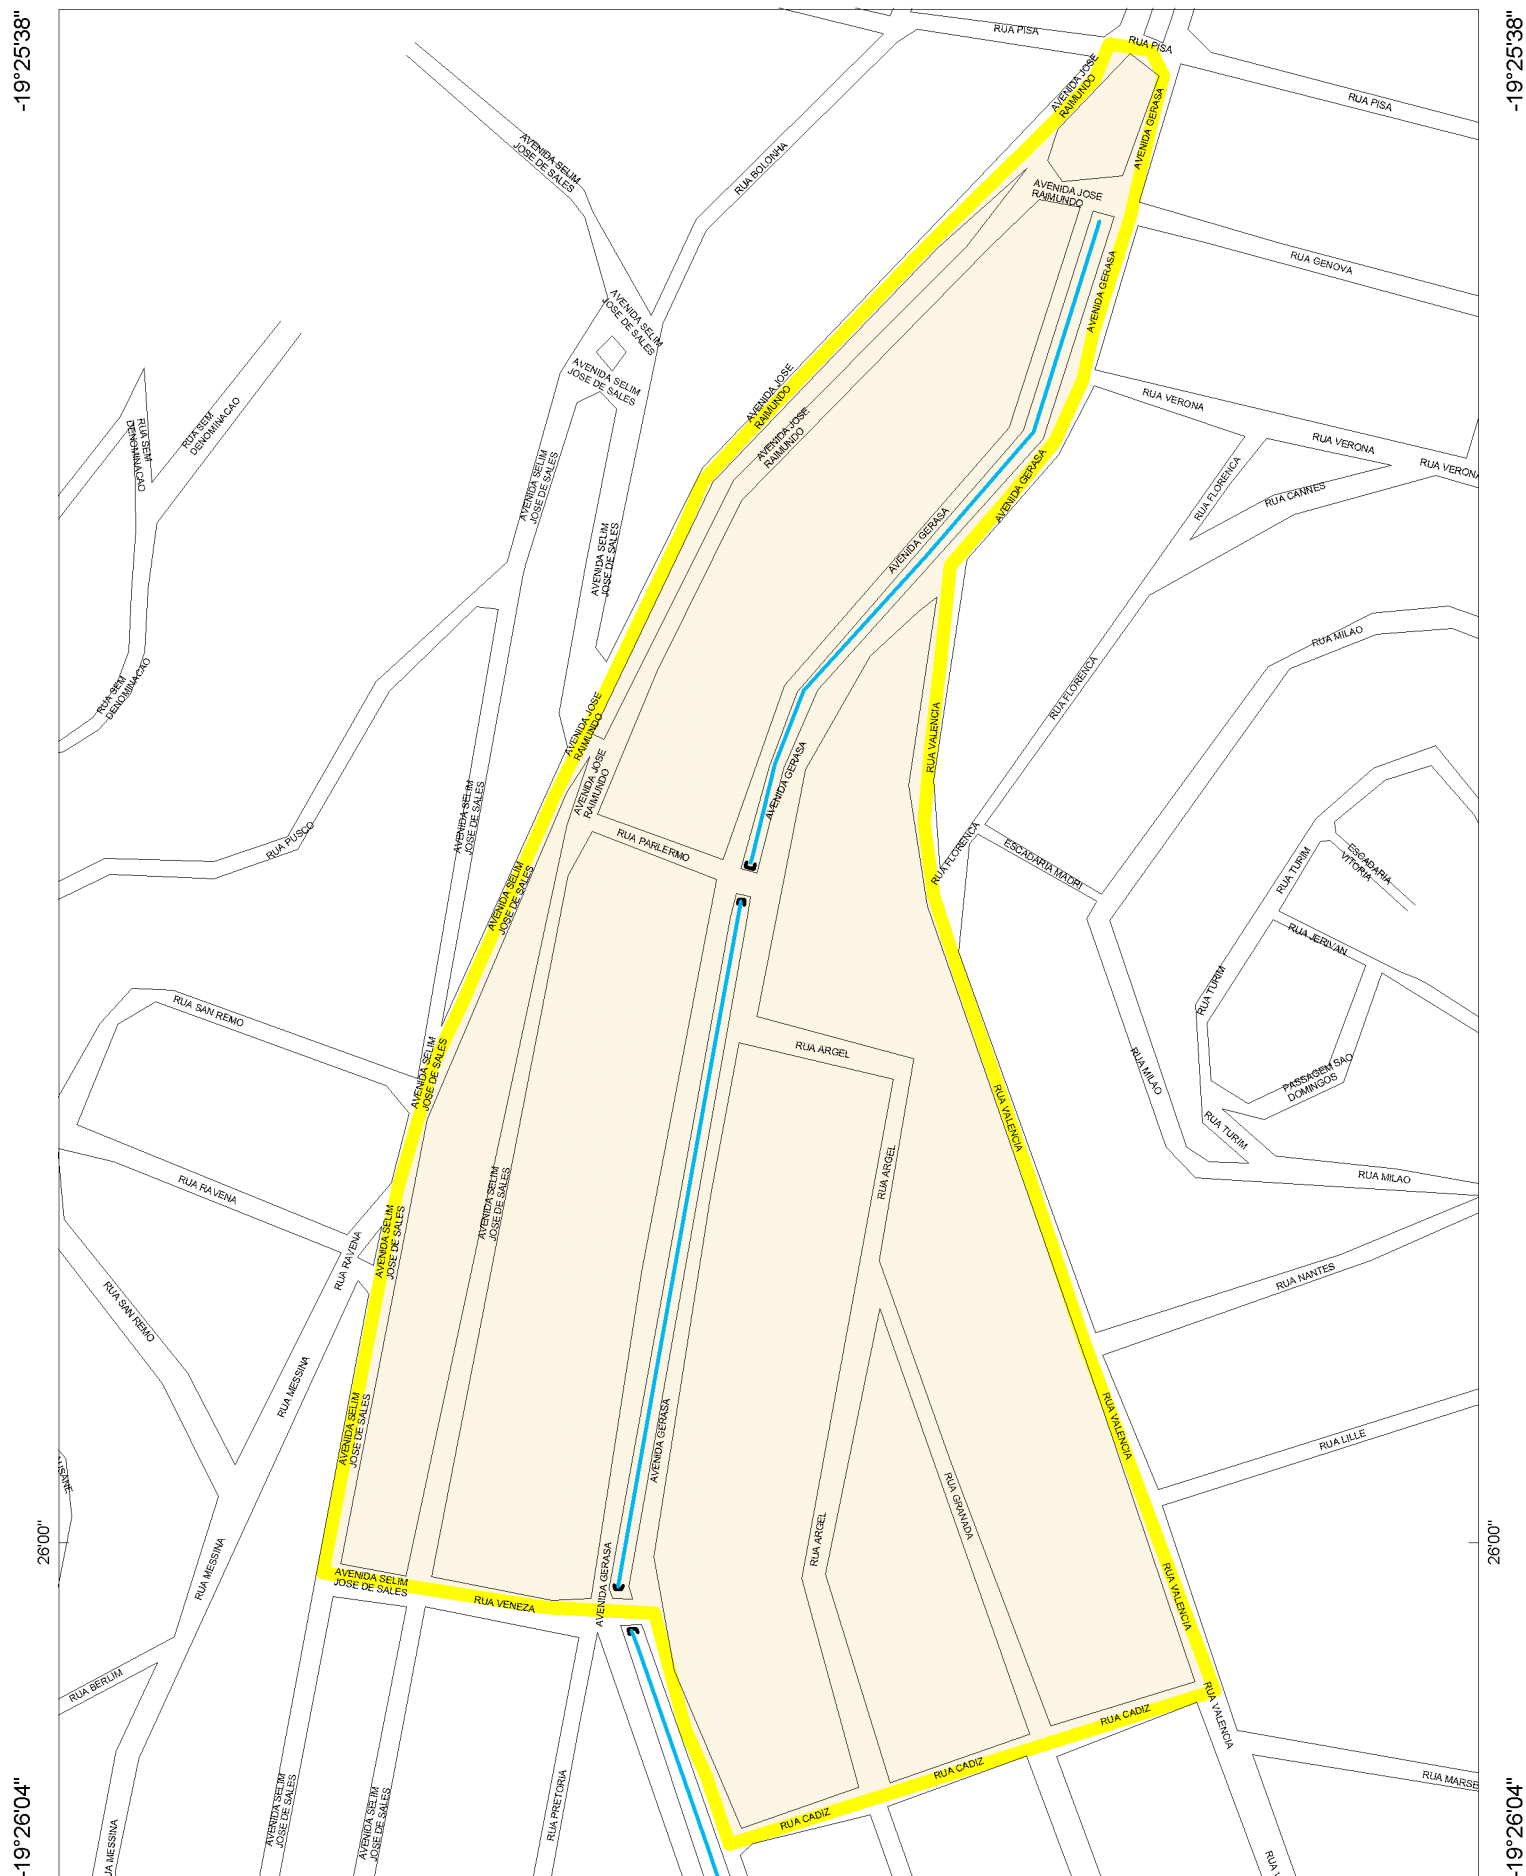 -19°25'38"
-19°25'38"
RUA PISA
RUA PISA
RUA PISA
AVENIDA JOSE
RAIMUNDO
AVENIDA GERASA
AVENIDA SELIM
JOSE DE SALES
RUA BOLONHA
AVENIDA JOSE
RAIMUNDO
RUA GENOVA
AVENIDA GERASA
AVENIDA SELIM
JOSE DE SALES
AVENIDA SELIM
JOSE DE SALES
AVENIDA JOSE
RAIMUNDO
RUA VERONA
RUA VERONA
RUA VERONA
RUA SEM
DENOMINACAO
RUA SEM
DENOMINACAO
AVENIDA JOSE
RAIMUNDO
AVENIDA SELIM
JOSE DE SALES
AVENIDA GERASA
RUA FLORENCA
RUA CANNES
AVENIDA SELIM
JOSE DE SALES
AVENIDA GERASA
RUA MILAO
RUA SEM
DENOMINACAO
RUA FLORENCA
AVENIDA JOSE
RAIMUNDO
RUA VALENCIA
AVENIDA JOSE
RAIMUNDO
AVENIDA GERASA
AVENIDA SELIM
JOSE DE SALES
RUA PUSCO
RUA PARLERMO
RUA FLORENCA
ESCADARIA MADRI
RUA TURIM
ESCADARIA
VITORIA
AVENIDA SELIM
JOSE DE SALES
RUA JERIVAN
RUA TURIM
RUA SAN REMO
RUA ARGEL
AVENIDA SELIM
JOSE DE SALES
RUA MILAO
PASSAGEM SAO
DOMINGOS
RUA VALENCIA
RUA TURIM
RUA RAVENA
AVENIDA SELIM
JOSE DE SALES
RUA ARGEL
RUA MILAO
AVENIDA SELIM
JOSE DE SALES
RUA RAVENA
RUA NANTES
RUA SAN REMO
RUA MESSINA
AVENIDA SELIM
JOSE DE SALES
AVENIDA GERASA
RUA VALENCIA
RUA LILLE
USANE
RUA GRANADA
26'00"
26'00"
RUA MESSINA
RUA ARGEL
AVENIDA GERASA
AVENIDA SELIM
JOSE DE SALES
RUA VENEZA
RUA VALENCIA
RUA BERLIM
RUA VALENCIA
RUA CADIZ
RUA CADIZ
RUA CADIZ
RUA MARSE
AVENIDA SELIM
JOSE DE SALES
AVENIDA SELIM
JOSE DE SALES
RUA PRETORIA
UA MESSINA
RUA V
-19°26'04"
-19°26'04"